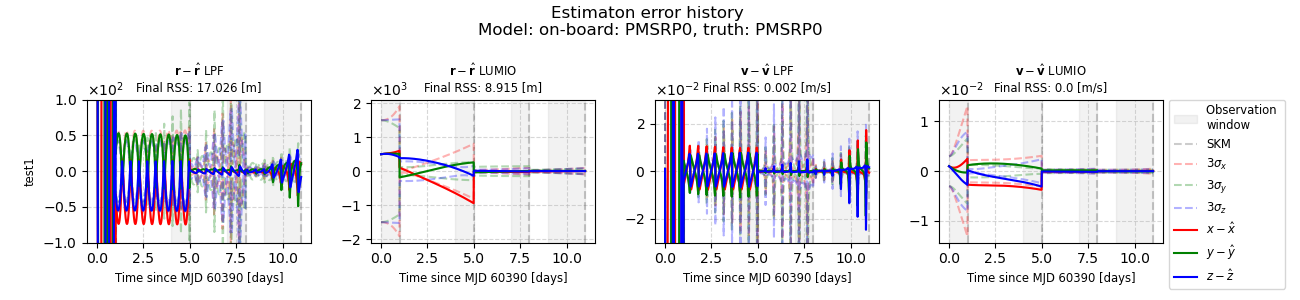 Estimaton error history
Model: on-board: PMSRP0, truth: PMSRP0
r − r̂ LPF
×10² Final RSS: 17.026 [m]
1.0
0.5
0.0
−0.5
−1.0
test1
0.0 2.5 5.0 7.5 10.0
Time since MJD 60390 [days]
r − r̂ LUMIO
×10³ Final RSS: 8.915 [m]
2
1
0
−1
−2
0.0 2.5 5.0 7.5 10.0
Time since MJD 60390 [days]
v − v̂ LPF
×10⁻² Final RSS: 0.002 [m/s]
2
0
−2
0.0 2.5 5.0 7.5 10.0
Time since MJD 60390 [days]
v − v̂ LUMIO
×10⁻² Final RSS: 0.0 [m/s]
1
0
−1
0.0 2.5 5.0 7.5 10.0
Time since MJD 60390 [days]
Observation
window
SKM
3σx
3σy
3σz
x − x̂
y − ŷ
z − ẑ